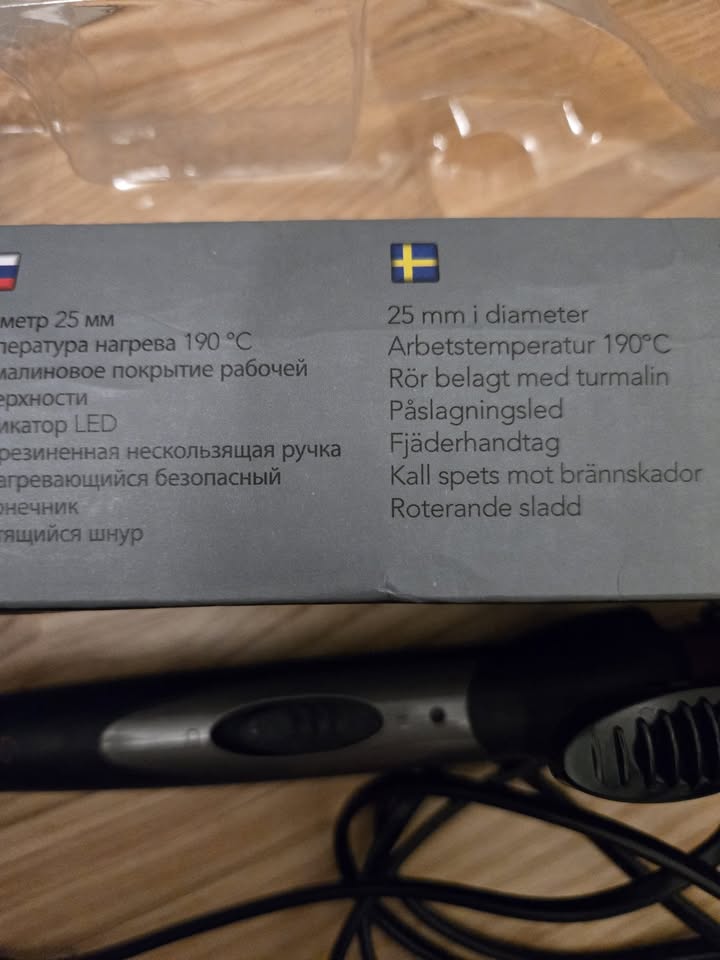 метр 25 мм
пература нагрева 190 °C
малиновое покрытие рабочей
ерхности
икатор LED
резиненная нескользящая ручка
агревающийся безопасный
онечник
тящийся шнур
25 mm i diameter
Arbetstemperatur 190°C
Rör belagt med turmalin
Påslagningsled
Fjäderhandtag
Kall spets mot brännskador
Roterande sladd